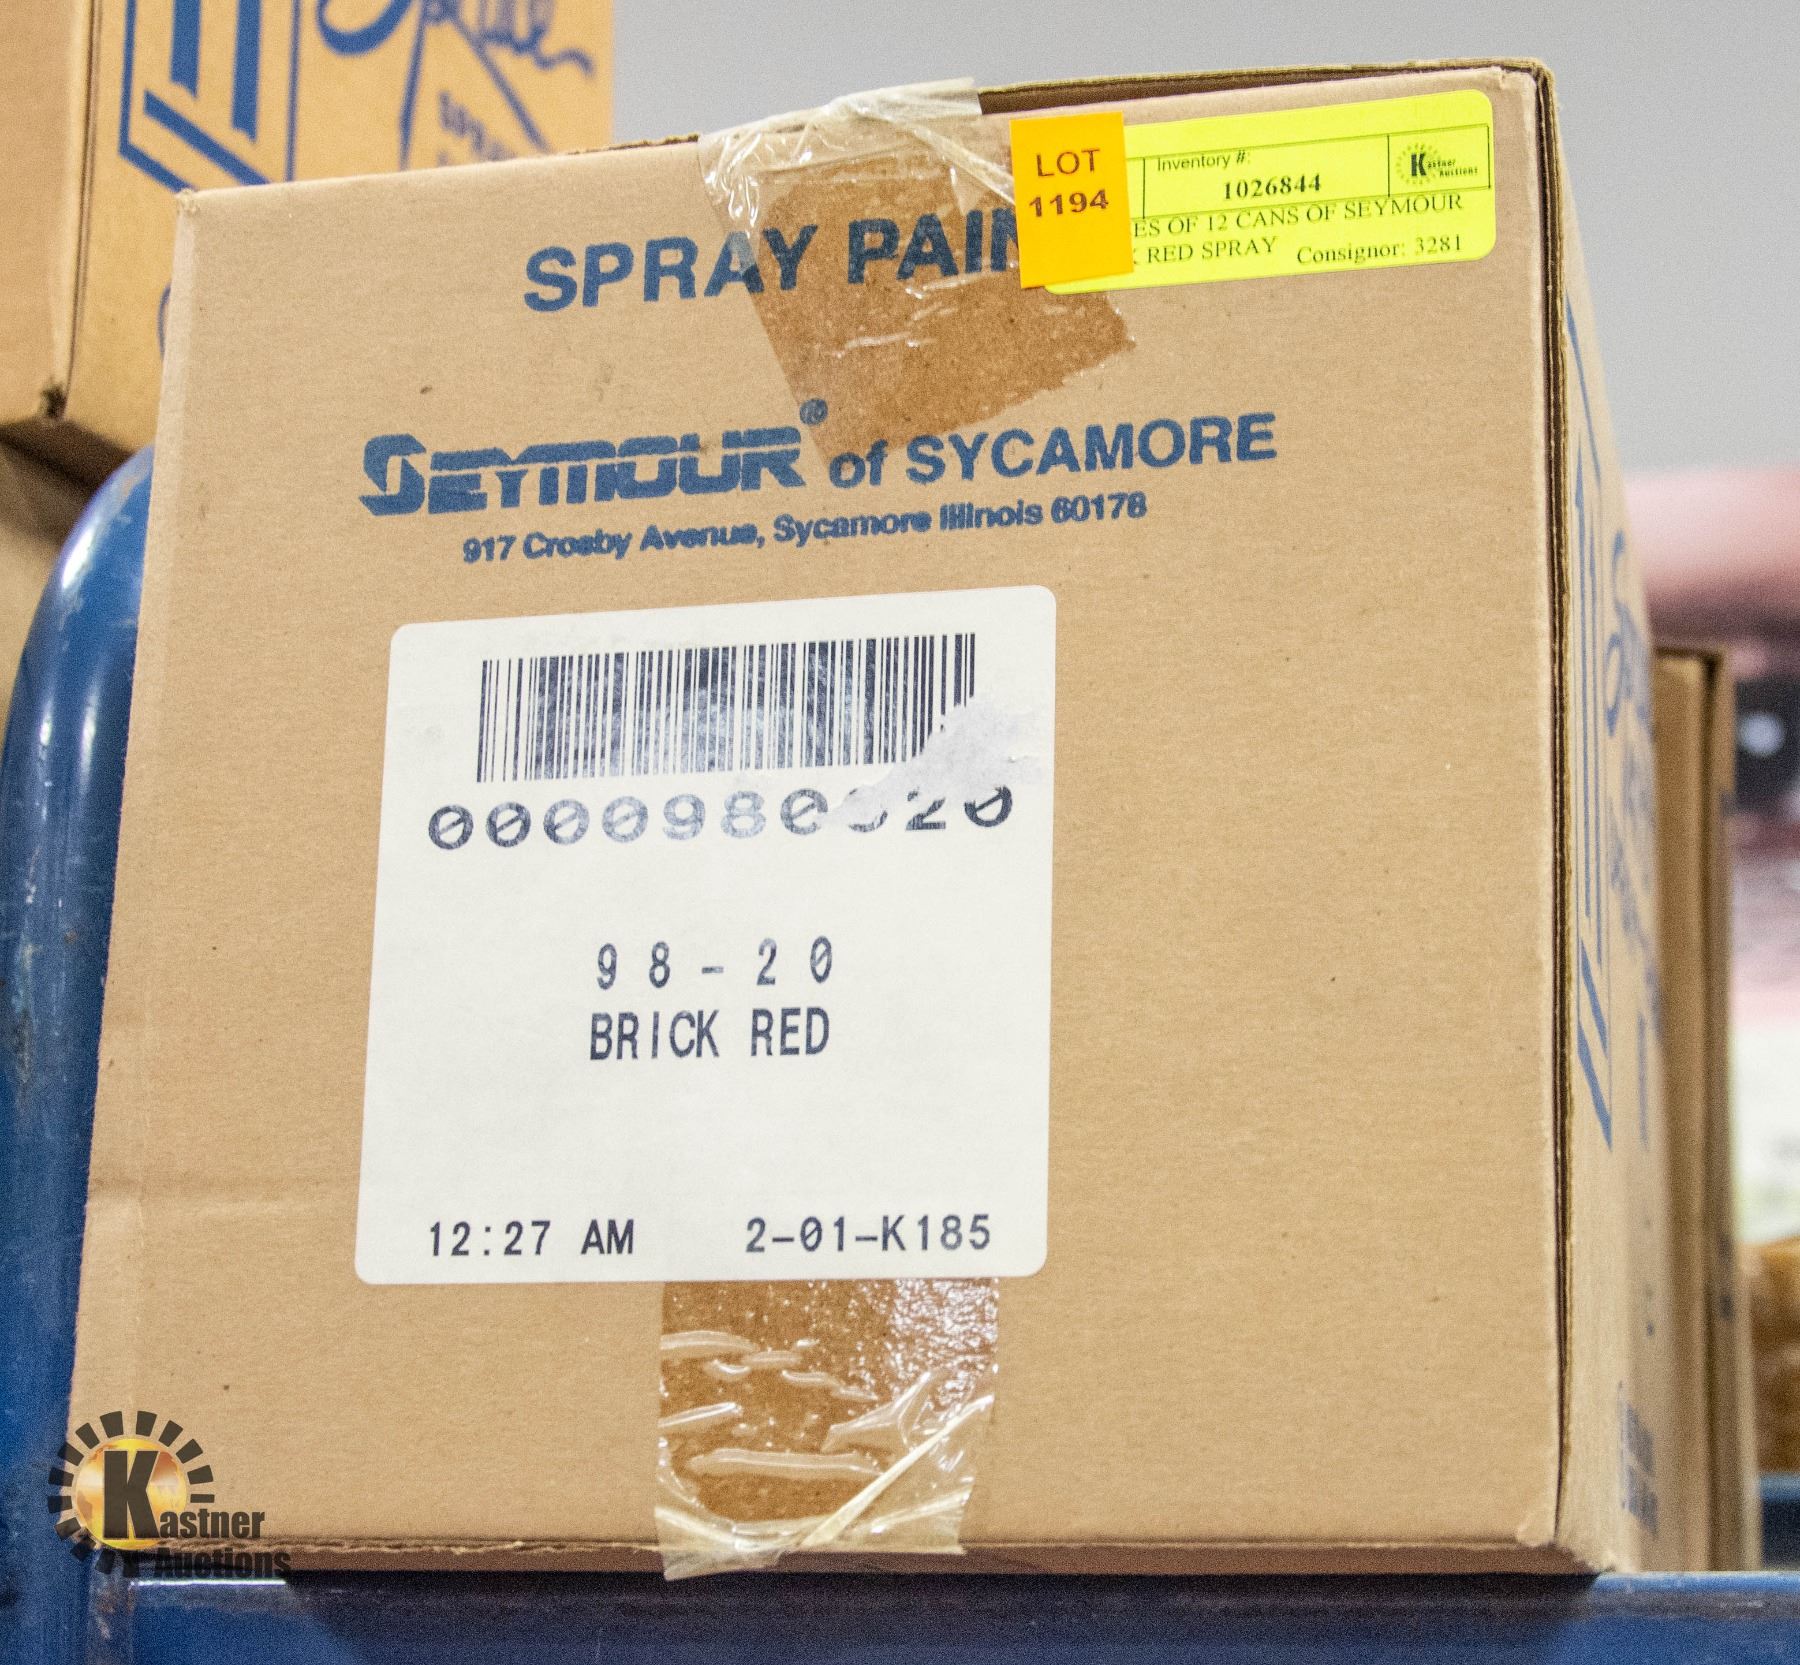 SPRAY PAIN
LOT
1194
Inventory #:
1026844
Kastner
Auctions
ES OF 12 CANS OF SEYMOUR
RED SPRAY Consignor: 3281
SEYMOUR® of SYCAMORE
917 Crosby Avenue, Sycamore Illinois 60178
0000980020
98-20
BRICK RED
12:27 AM 2-01-K185
Kastner
Auctions